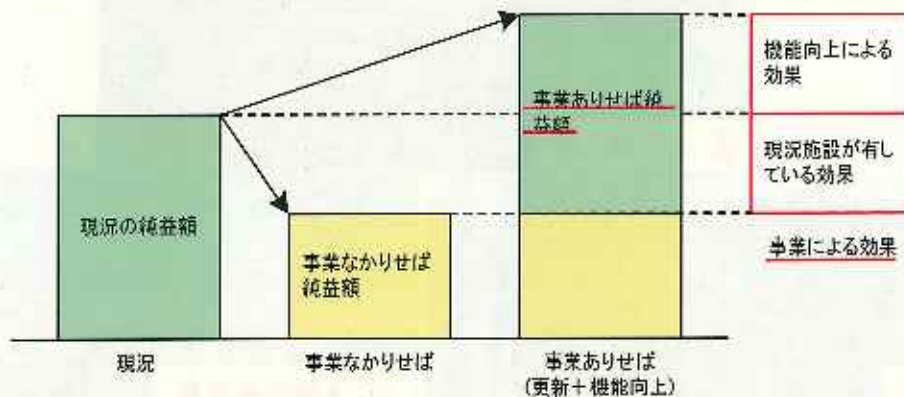 機能向上による
効果
事業ありせば純
益額
現況施設が有し
ている効果
現況の純益額
事業なかりせば
純益額
事業による効果
現況
事業なかりせば
事業ありせば
(更新+機能向上)